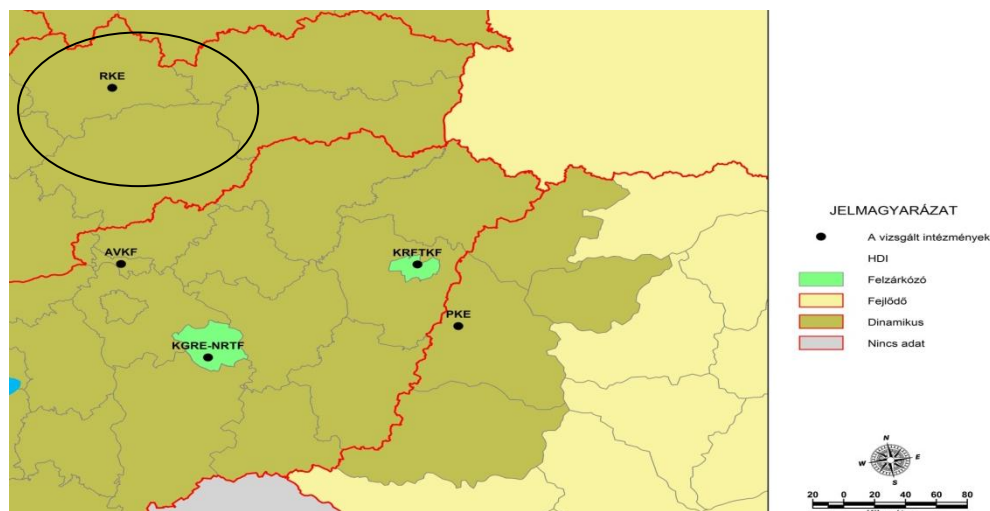 RKE
AVKF
KRFTKF
PKE
KGRE-NRTF
JELMAGYARÁZAT
A vizsgált intézmények
HDI
Felzárkózó
Fejlődő
Dinamikus
Nincs adat
N
W E
S
20 0 20 40 60 80